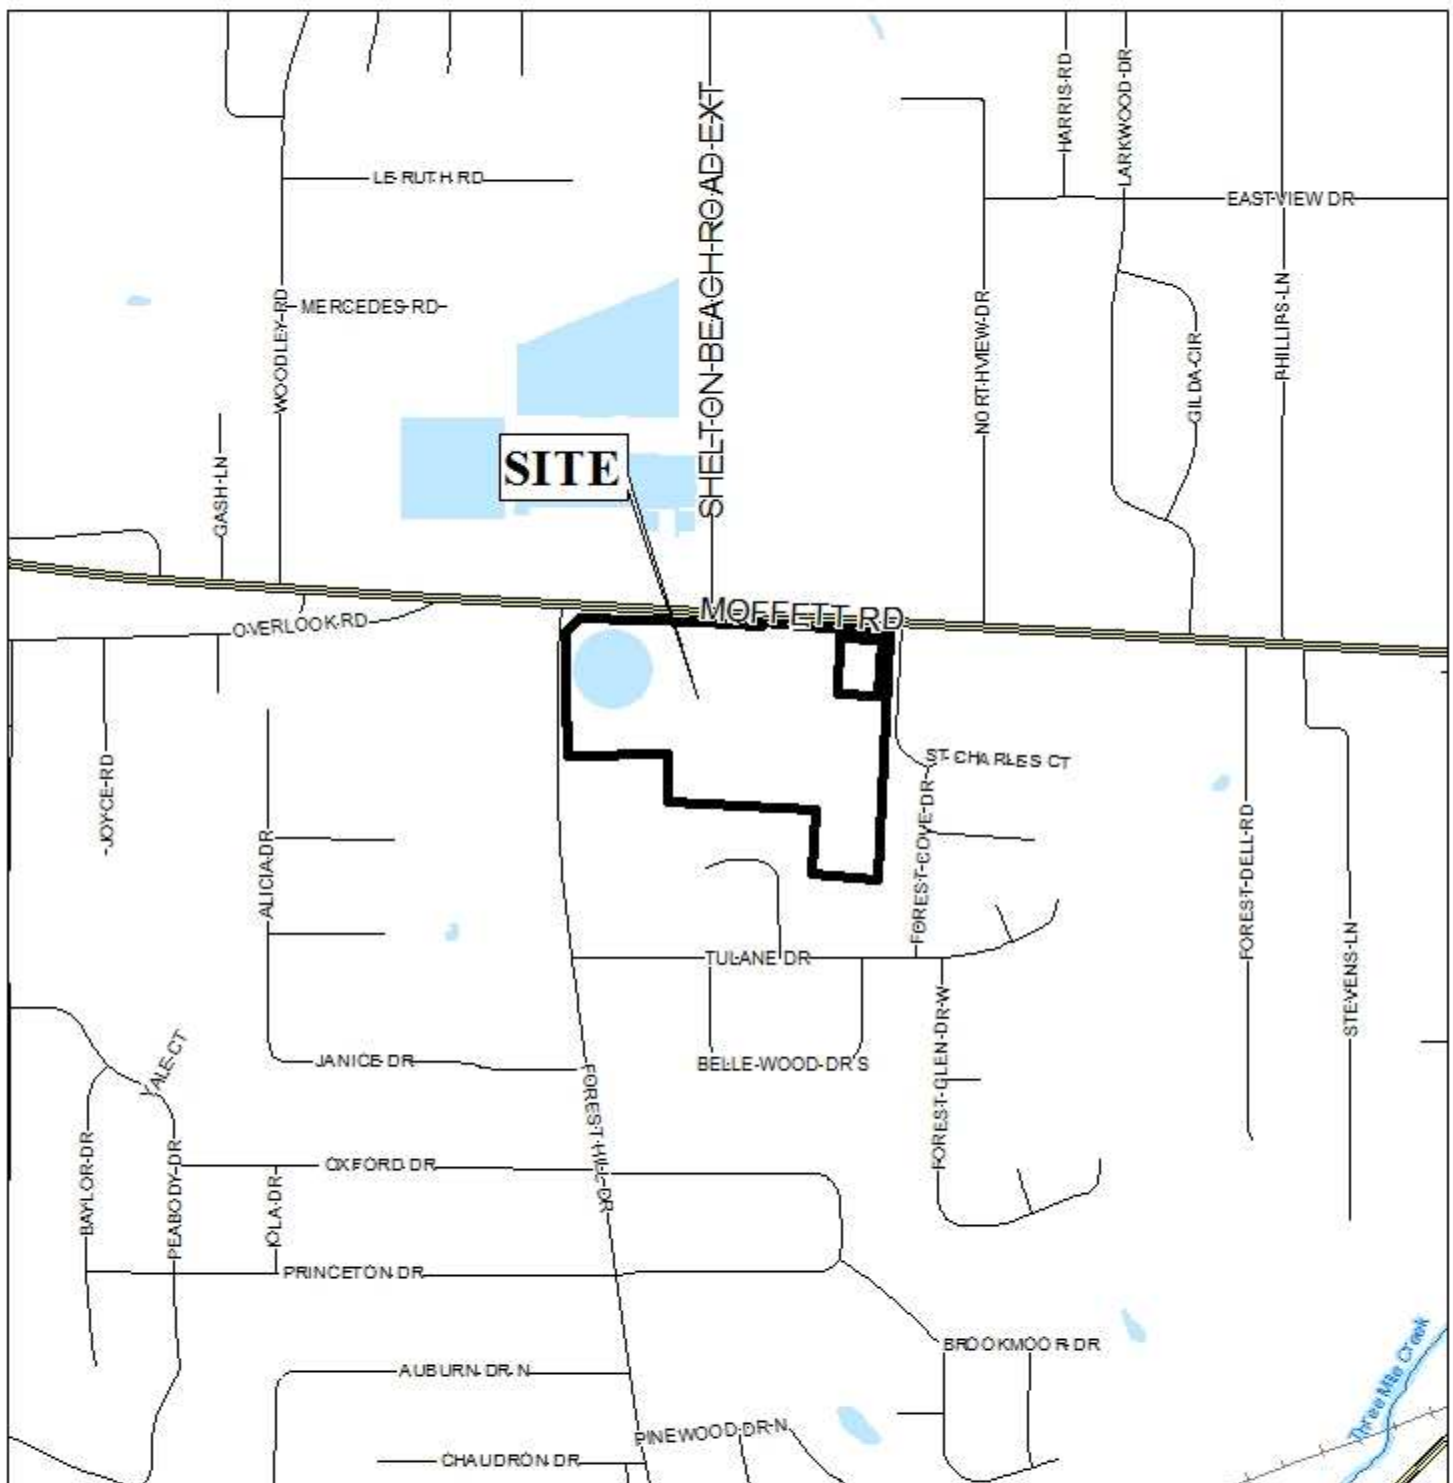 SHELTON-BEACH-ROAD-EXT
HARRIS-RD
LARKWOOD-DR
LE-RUTH-RD
EAST-VIEW DR
WOODLEY-RD
MERCEDES-RD
NORTHVIEW-DR
GILDA-CIR
PHILLIPS-LN
GASH-LN
SITE
MOFFETT RD
OVERLOOK-RD
JOYCE-RD
ALICIA-DR
ST-CHARLES-CT
FOREST-COVE-DR
FOREST-DELL-RD
STEVENS-LN
TULANE DR
YALE-CT
JANICE-DR
BELLE-WOOD-DR S
FOREST-GLEN-DR-W
FOREST-HILL-DR
BAYLOR-DR
PEABODY-DR
IOLA-DR
OXFORD-DR
PRINCETON-DR
BROOKMOOR-DR
AUBURN-DR-N
PINEWOOD-DR-N
CHAUDRON-DR
Three Mile Creek